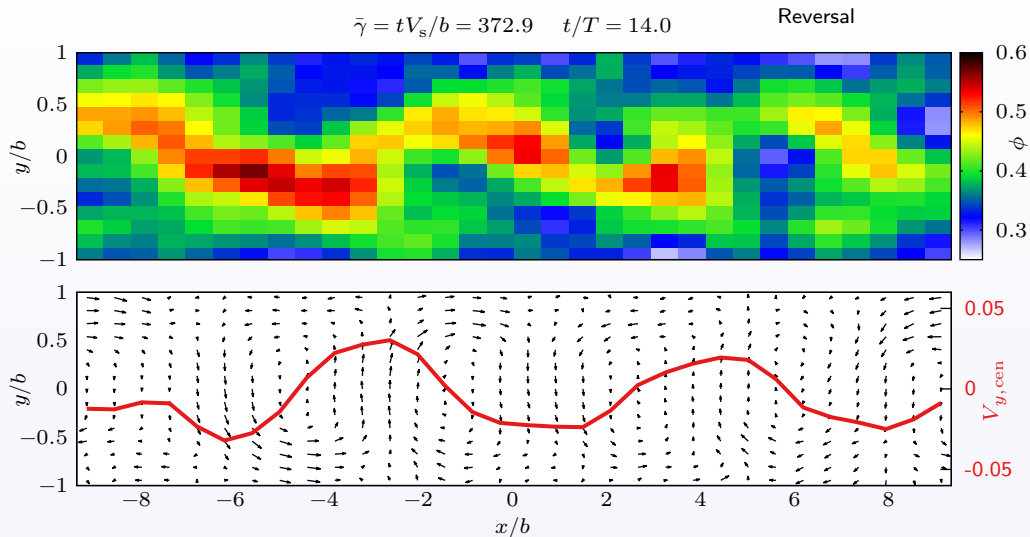 Reversal
γ̄ = tV_s/b = 372.9 t/T = 14.0
1
0.5
0
−0.5
−1
y/b
0.6
0.5
0.4
0.3
ϕ
1
0.5
0
−0.5
−1
y/b
0.05
0
-0.05
V_{y,cen}
−8 −6 −4 −2 0 2 4 6 8
x/b